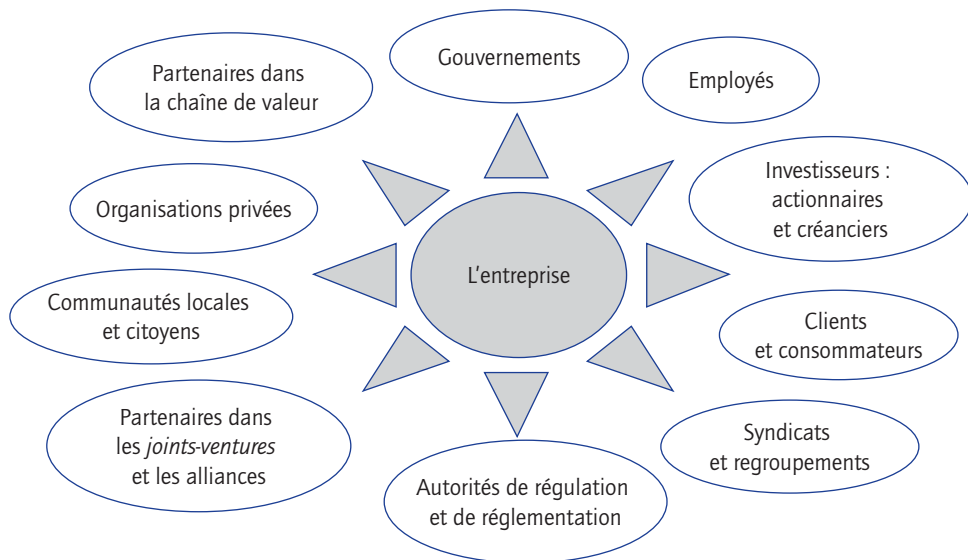 Gouvernements
Partenaires dans
la chaîne de valeur
Employés
Investisseurs :
actionnaires
et créanciers
Organisations privées
L'entreprise
Communautés locales
et citoyens
Clients
et consommateurs
Partenaires dans
les joints-ventures
et les alliances
Syndicats
et regroupements
Autorités de régulation
et de réglementation